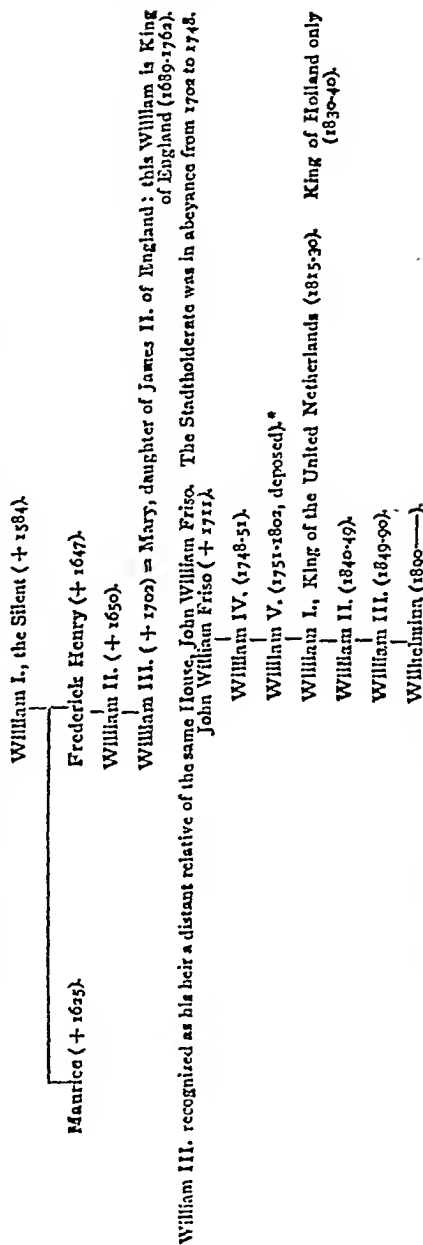 William I., the Silent (+ 1584).
Maurice (+ 1625).
Frederick Henry (+ 1647).
William II. (+ 1650).
William III. (+ 1702) = Mary, daughter of James II. of England: this William is King
of England (1689-1762).
William III. recognized as his heir a distant relative of the same House, John William Friso. The Stadtholderate was in abeyance from 1702 to 1748.
John William Friso (+ 1711).
William IV. (1748-51).
William V. (1751-1802, deposed).*
William I., King of the United Netherlands (1815-30). King of Holland only
(1830-40).
William II. (1840-49).
William III. (1849-90).
Wilhelmina (1890——).